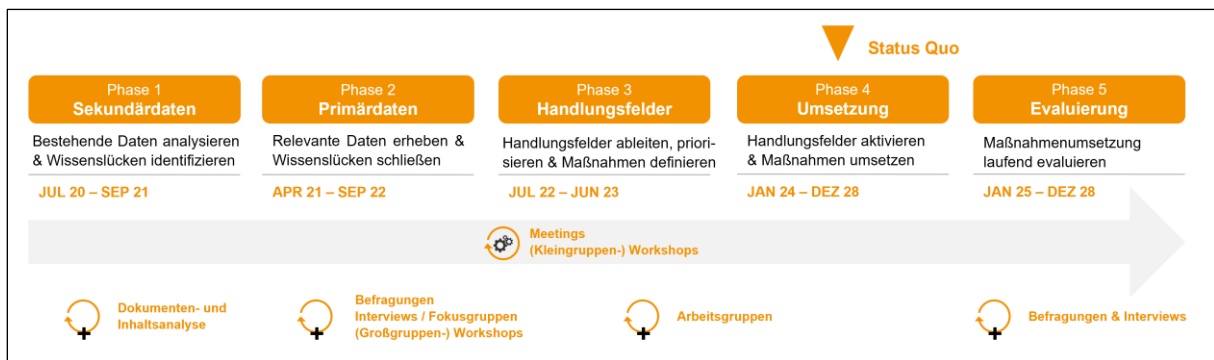 Status Quo
Phase 1
Sekundärdaten
Bestehende Daten analysieren
& Wissenslücken identifizieren
JUL 20 – SEP 21
Phase 2
Primärdaten
Relevante Daten erheben &
Wissenslücken schließen
APR 21 – SEP 22
Phase 3
Handlungsfelder
Handlungsfelder ableiten, priori-
sieren & Maßnahmen definieren
JUL 22 – JUN 23
Phase 4
Umsetzung
Handlungsfelder aktivieren
& Maßnahmen umsetzen
JAN 24 – DEZ 28
Phase 5
Evaluierung
Maßnahmenumsetzung
laufend evaluieren
JAN 25 – DEZ 28
Meetings
(Kleingruppen-) Workshops
Dokumenten- und
Inhaltsanalyse
Befragungen
Interviews / Fokusgruppen
(Großgruppen-) Workshops
Arbeitsgruppen
Befragungen & Interviews